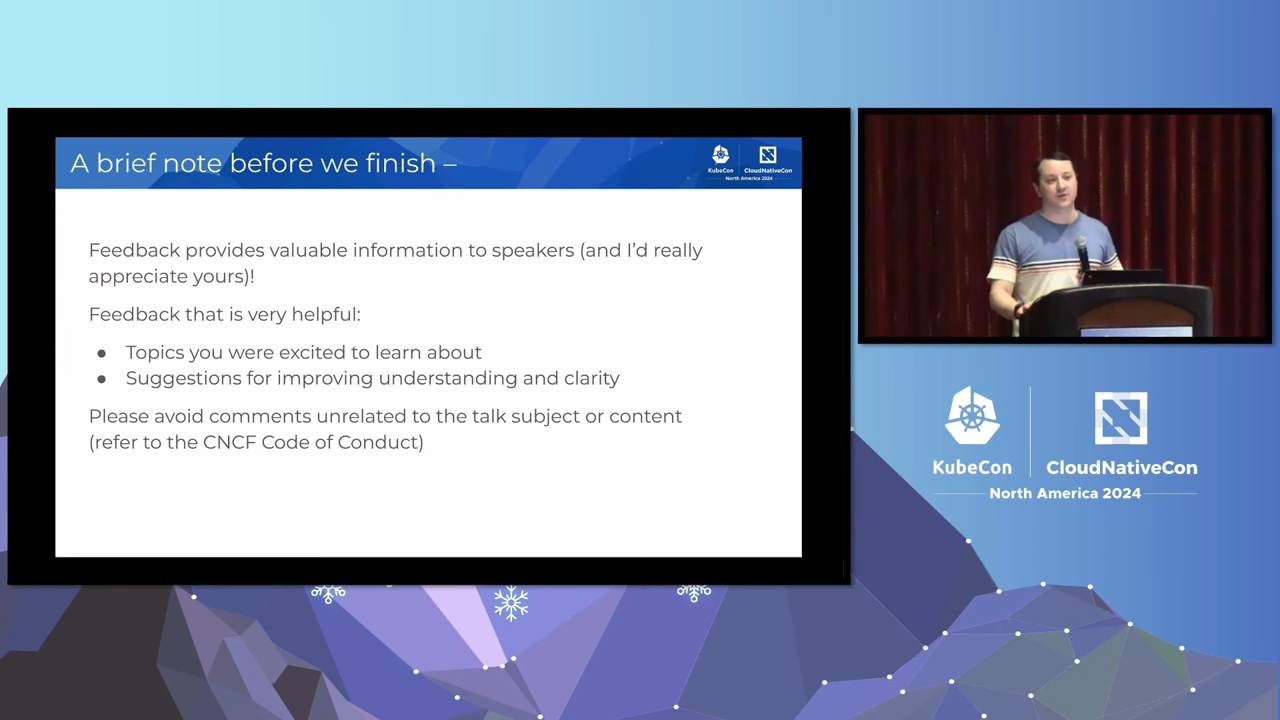 A brief note before we finish –
KubeCon
CloudNativeCon
North America 2024
Feedback provides valuable information to speakers (and I'd really
appreciate yours)!
Feedback that is very helpful:
● Topics you were excited to learn about
● Suggestions for improving understanding and clarity
Please avoid comments unrelated to the talk subject or content
(refer to the CNCF Code of Conduct)
KubeCon
CloudNativeCon
North America 2024